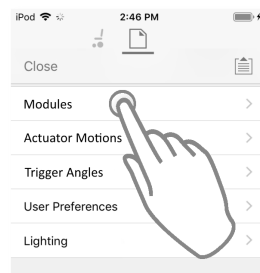 iPod 2:46 PM
Close
Modules
Actuator Motions
Trigger Angles
User Preferences
Lighting